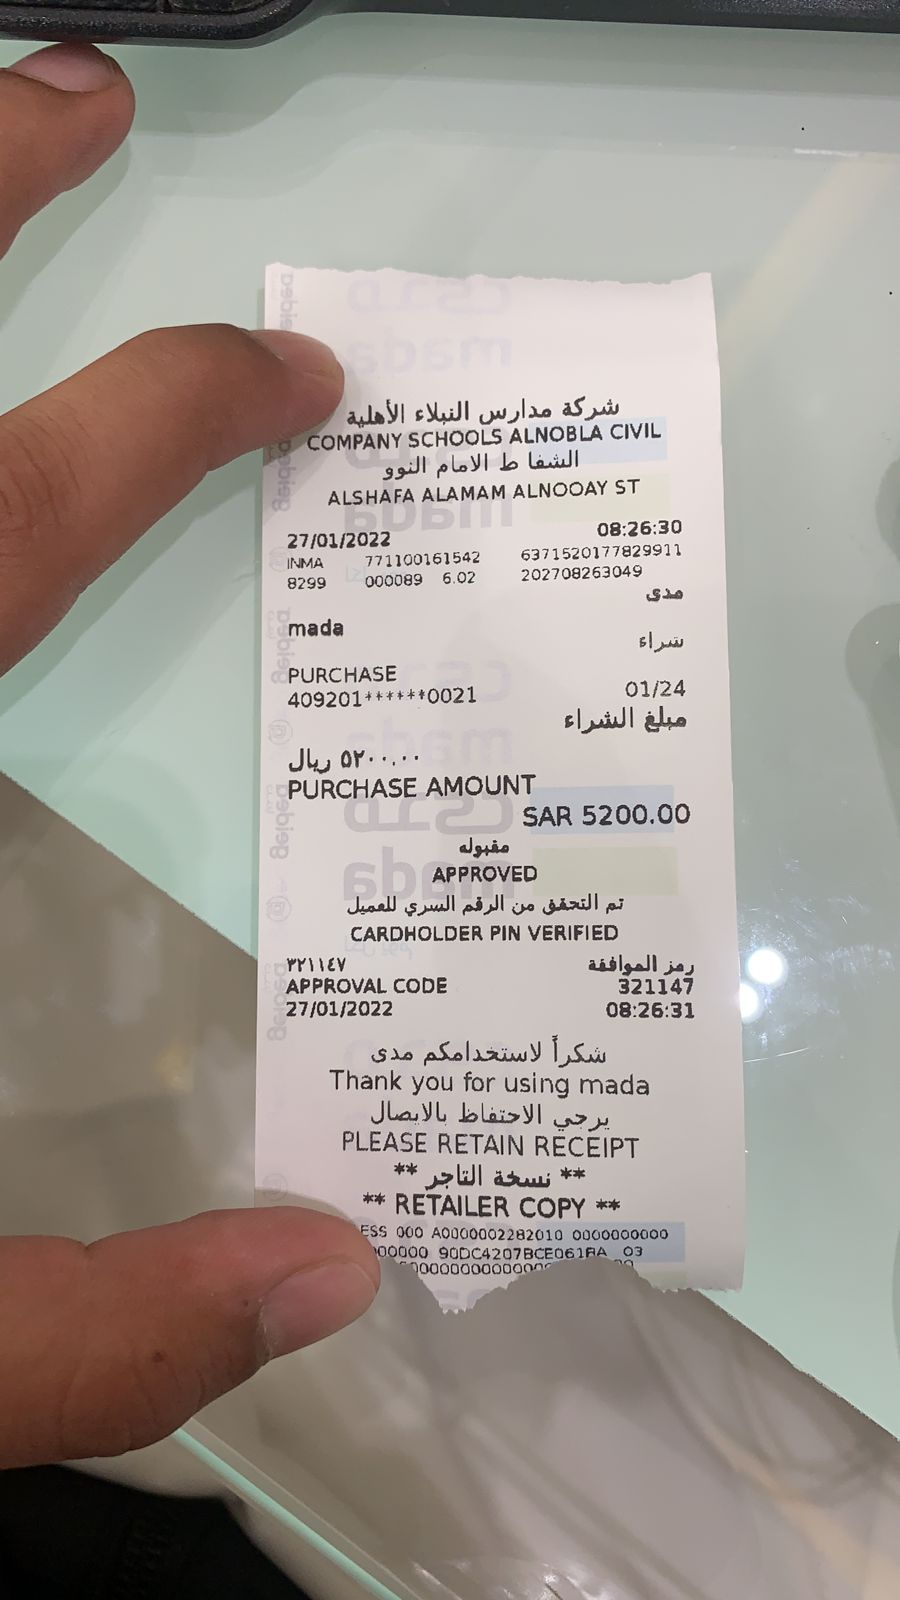 شركة مدارس النبلاء الأهلية
COMPANY SCHOOLS ALNOBLA CIVIL
الشفا ط الامام النوو
ALSHAFA ALAMAM ALNOOAY ST
27/01/2022 08:26:30
INMA 771100161542 6371520177829911
8299 000089 6.02 202708263049
مدى
mada
شراء
PURCHASE
409201******0021 01/24
مبلغ الشراء
٥٢٠٠.٠٠ ريال
PURCHASE AMOUNT
SAR 5200.00
مقبوله
APPROVED
تم التحقق من الرقم السري للعميل
CARDHOLDER PIN VERIFIED
٣٢١١٤٧ رمز الموافقة
APPROVAL CODE 321147
27/01/2022 08:26:31
شكراً لاستخدامكم مدى
Thank you for using mada
يرجي الاحتفاظ بالايصال
PLEASE RETAIN RECEIPT
** نسخة التاجر **
** RETAILER COPY **
ESS 000 A0000002282010 0000000000
000000 90DC4207BCE061BA 03